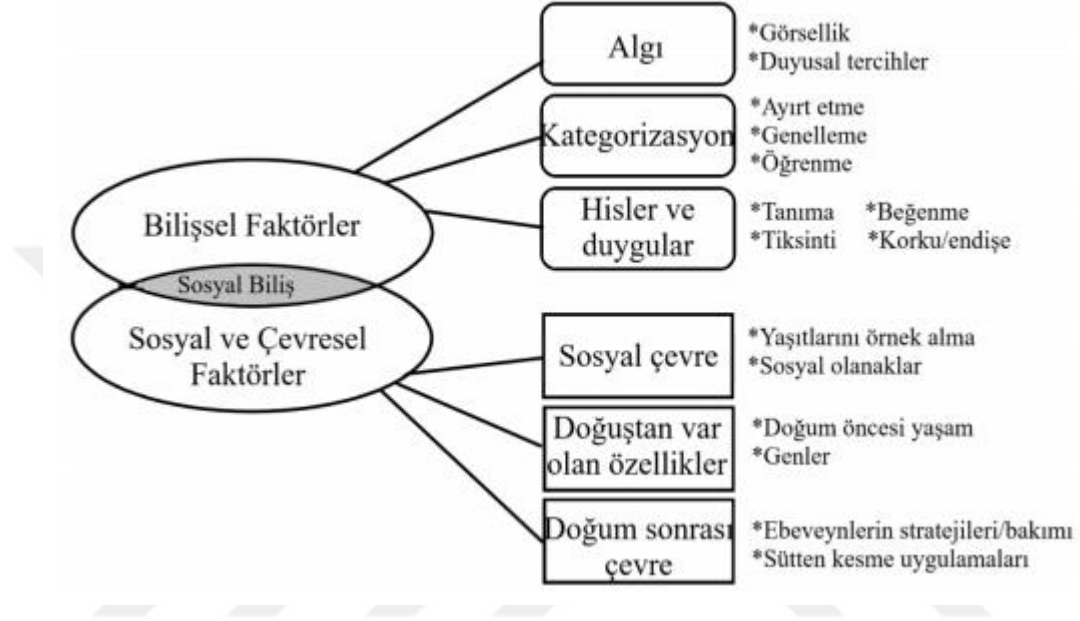 Algı
*Görsellik
*Duyusal tercihler
Kategorizasyon
*Ayırt etme
*Genelleme
*Öğrenme
Hisler ve
duygular
*Tanıma *Beğenme
*Tiksinti *Korku/endişe
Bilişsel Faktörler
Sosyal Biliş
Sosyal ve Çevresel
Faktörler
Sosyal çevre
*Yaşıtlarını örnek alma
*Sosyal olanaklar
Doğuştan var
olan özellikler
*Doğum öncesi yaşam
*Genler
Doğum sonrası
çevre
*Ebeveynlerin stratejileri/bakımı
*Sütten kesme uygulamaları